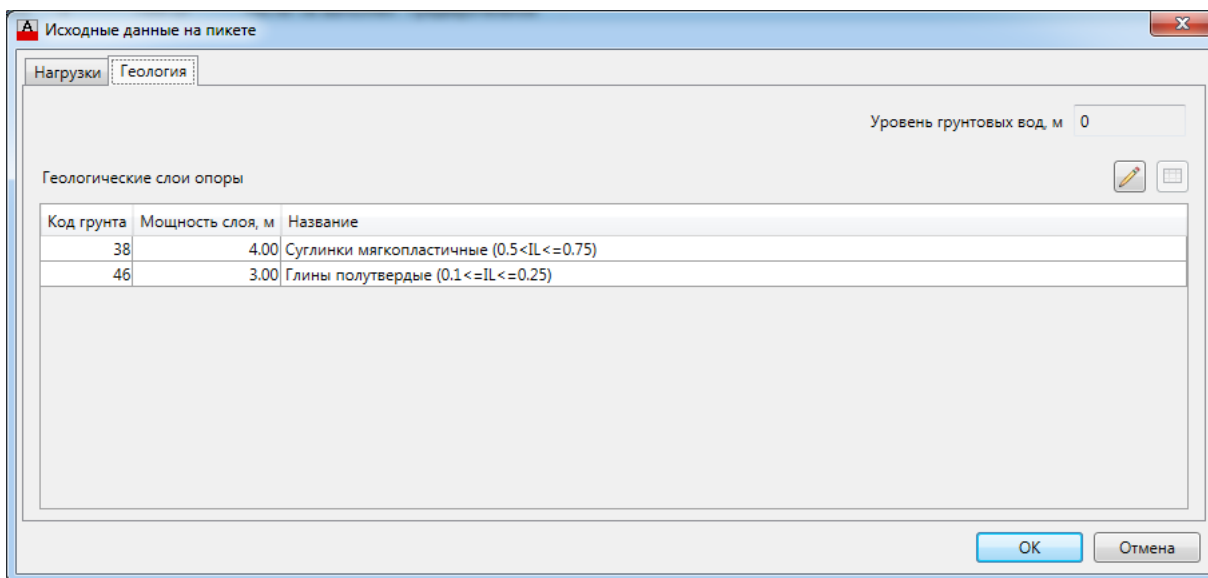 Исходные данные на пикете
Нагрузки Геология
Уровень грунтовых вод, м 0
Геологические слои опоры
Код грунта Мощность слоя, м Название
38 4.00 Суглинки мягкопластичные (0.5<IL<=0.75)
46 3.00 Глины полутвердые (0.1<=IL<=0.25)
OK Отмена